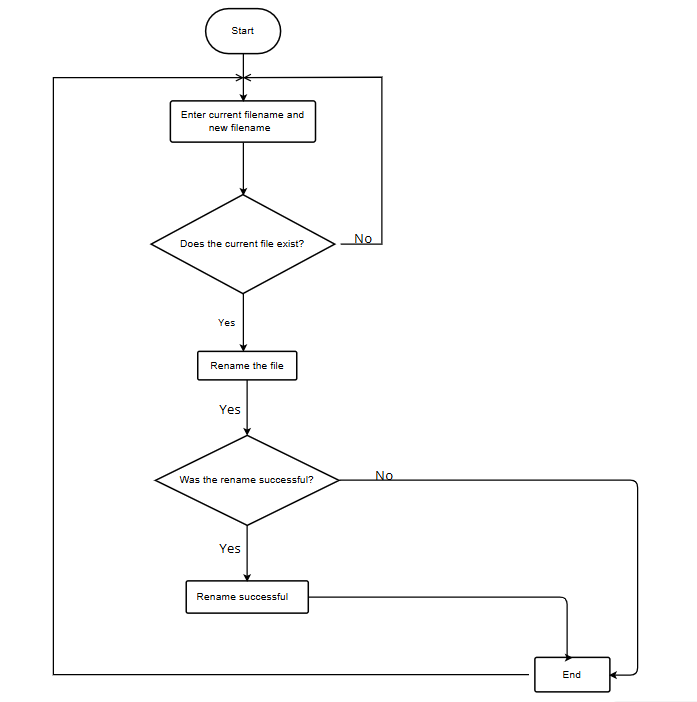 Start
Enter current filename and
new filename
Does the current file exist?
No
Yes
Rename the file
Yes
Was the rename successful?
No
Yes
Rename successful
End